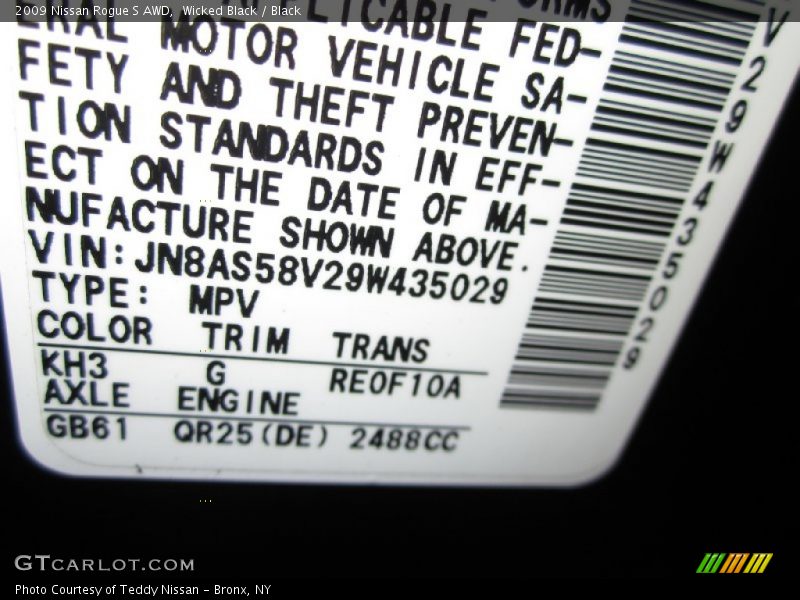 2009 Nissan Rogue S AWD, Wicked Black / Black
LICABLE FED-
ERAL MOTOR VEHICLE SA-
FETY AND THEFT PREVEN-
TION STANDARDS IN EFF-
ECT ON THE DATE OF MA-
NUFACTURE SHOWN ABOVE.
VIN: JN8AS58V29W435029
TYPE: MPV
COLOR TRIM TRANS
KH3 G RE0F10A
AXLE ENGINE
GB61 QR25(DE) 2488CC
V29W435029
GTCARLOT.COM
Photo Courtesy of Teddy Nissan - Bronx, NY